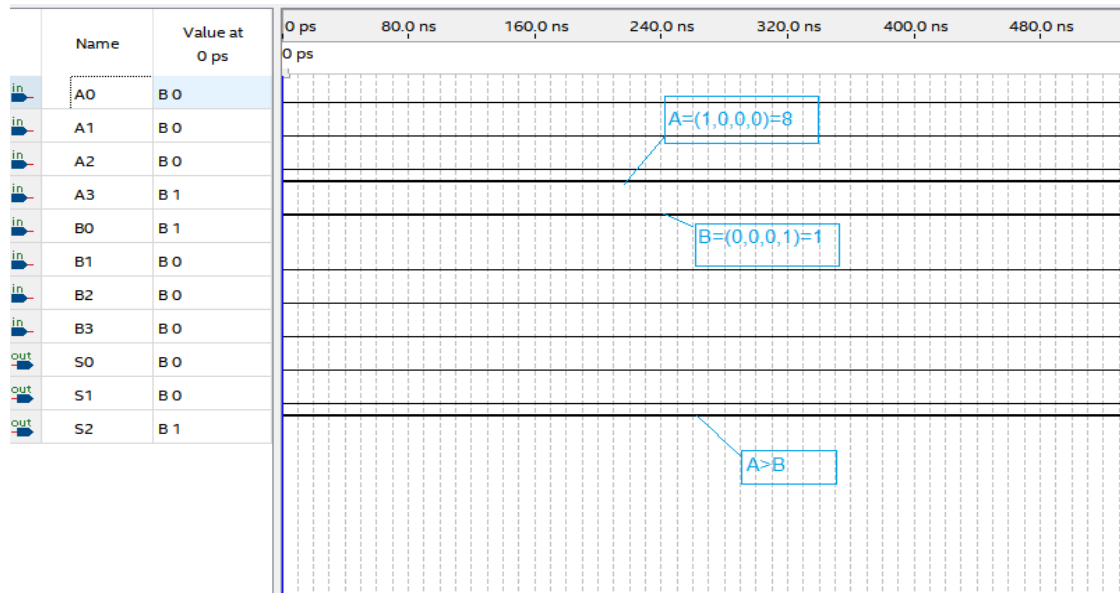 Name Value at 0 ps
0 ps 80.0 ns 160.0 ns 240.0 ns 320.0 ns 400.0 ns 480.0 ns
0 ps
in A0 B 0
in A1 B 0
in A2 B 0
in A3 B 1
in B0 B 1
in B1 B 0
in B2 B 0
in B3 B 0
out S0 B 0
out S1 B 0
out S2 B 1
A=(1,0,0,0)=8
B=(0,0,0,1)=1
A>B